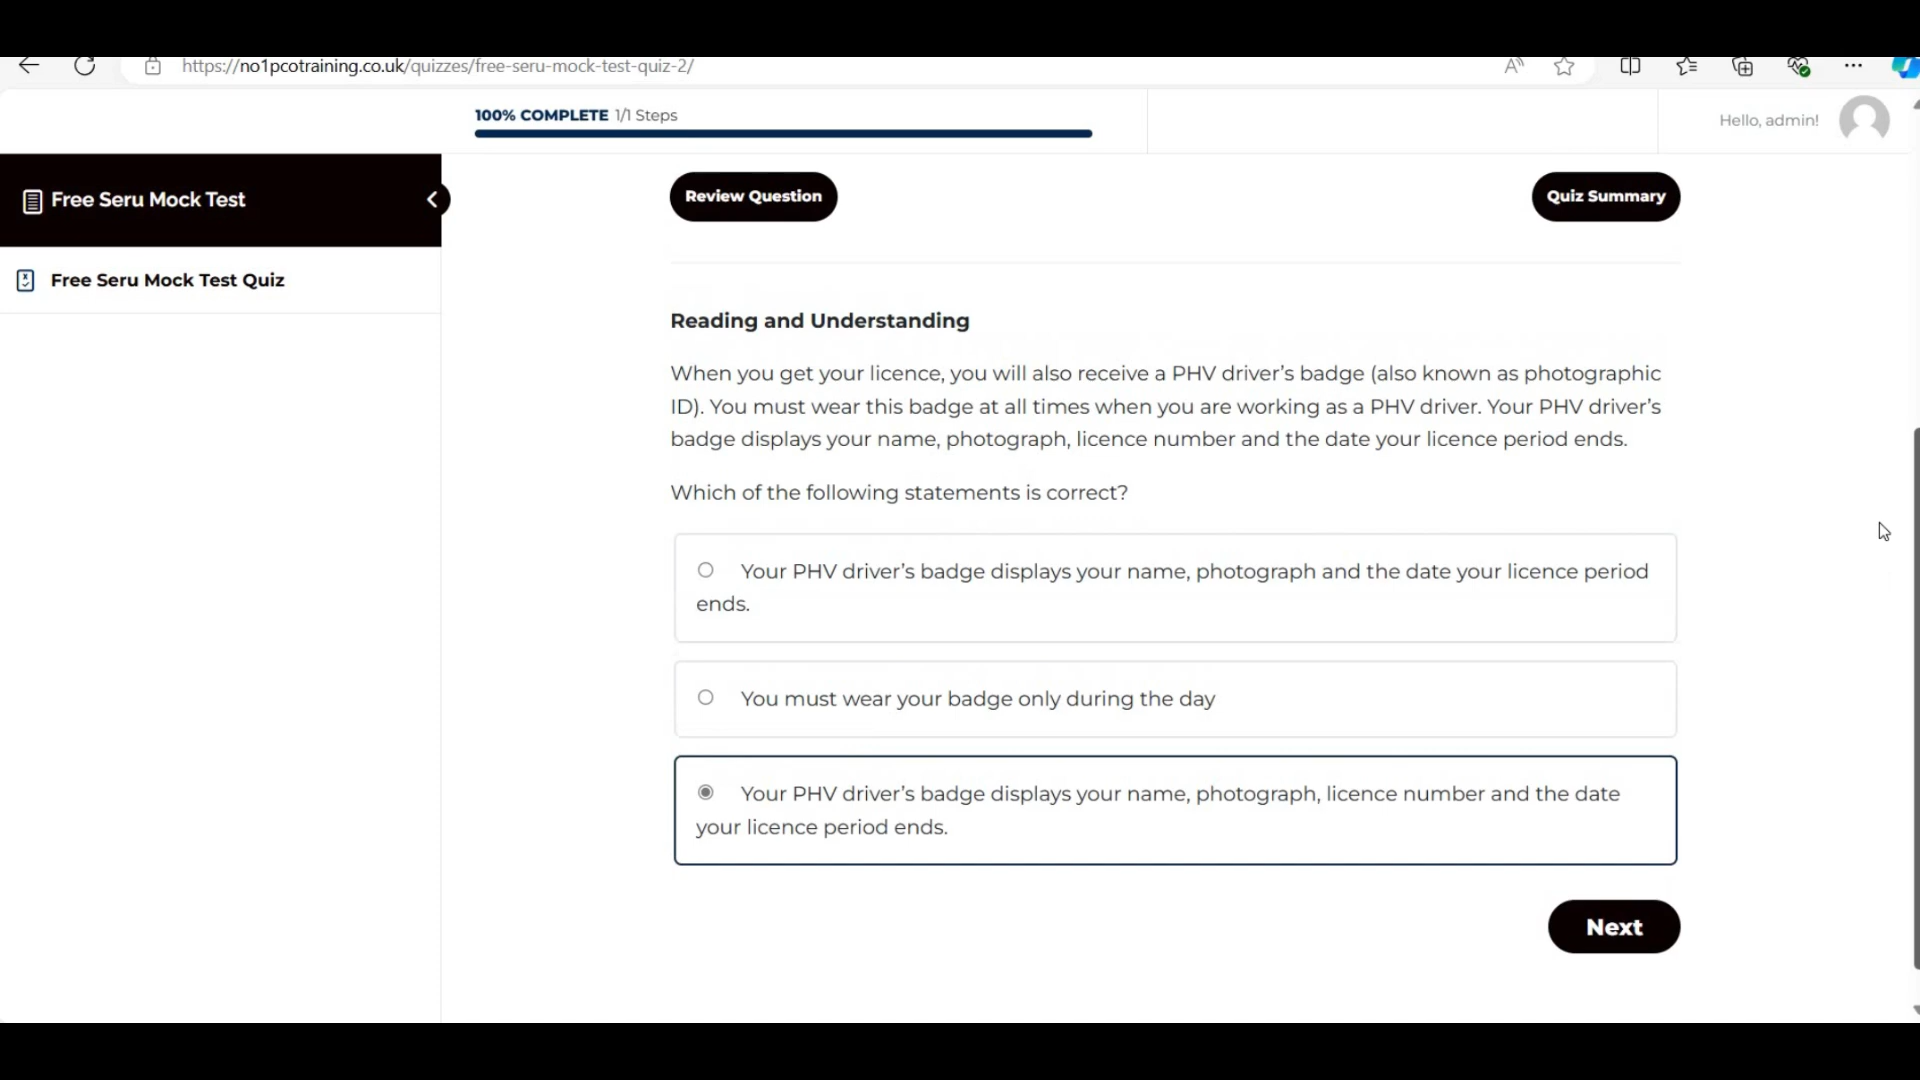 https://no1pcotraining.co.uk/quizzes/free-seru-mock-test-quiz-2/
100% COMPLETE 1/1 Steps
Hello, admin!
Free Seru Mock Test
Free Seru Mock Test Quiz
Review Question
Quiz Summary
Reading and Understanding
When you get your licence, you will also receive a PHV driver’s badge (also known as photographic
ID). You must wear this badge at all times when you are working as a PHV driver. Your PHV driver’s
badge displays your name, photograph, licence number and the date your licence period ends.
Which of the following statements is correct?
Your PHV driver’s badge displays your name, photograph and the date your licence period
ends.
You must wear your badge only during the day
Your PHV driver’s badge displays your name, photograph, licence number and the date
your licence period ends.
Next